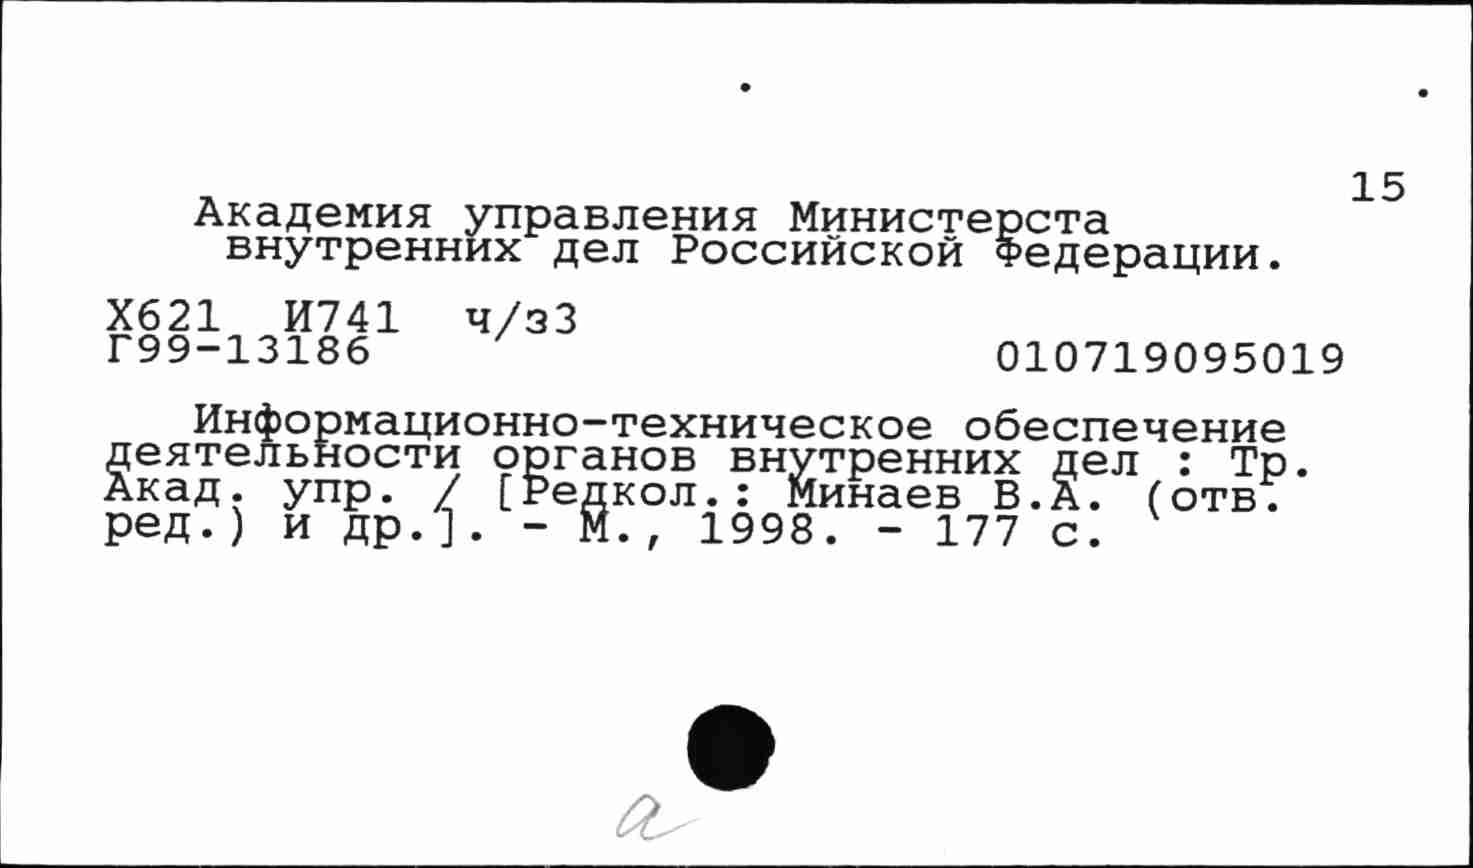 15
Академия управления Министерста
внутренних дел Российской Федерации.
Х621 И741 ч/з3
Г99-13186 010719095019
Информационно-техническое обеспечение
деятельности органов внутренних дел : Тр.
Акад. упр. / [Редкол.: Минаев В.А. (отв.
ред.) и др.]. - М., 1998. - 177 с.
а